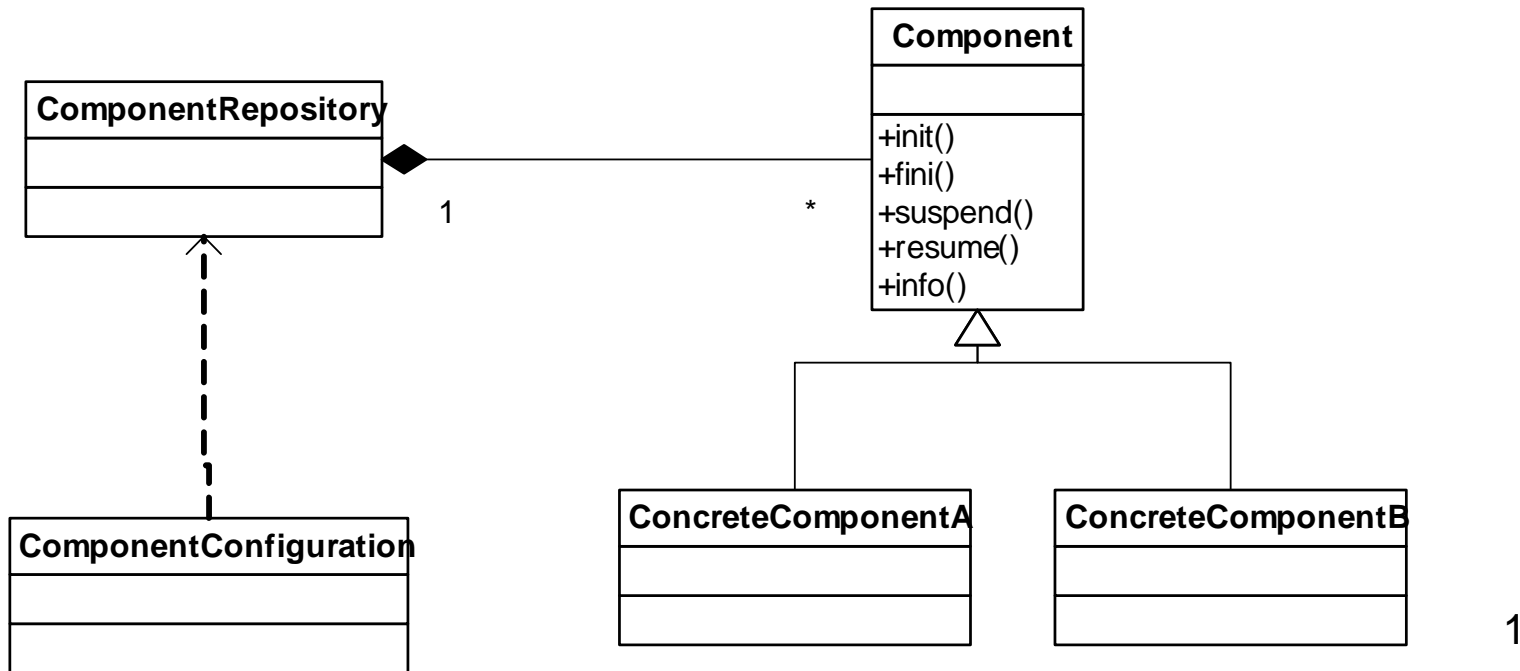 Component
ComponentRepository
+init()
+fini()
+suspend()
+resume()
+info()
1
*
ComponentConfiguration
ConcreteComponentA
ConcreteComponentB
1